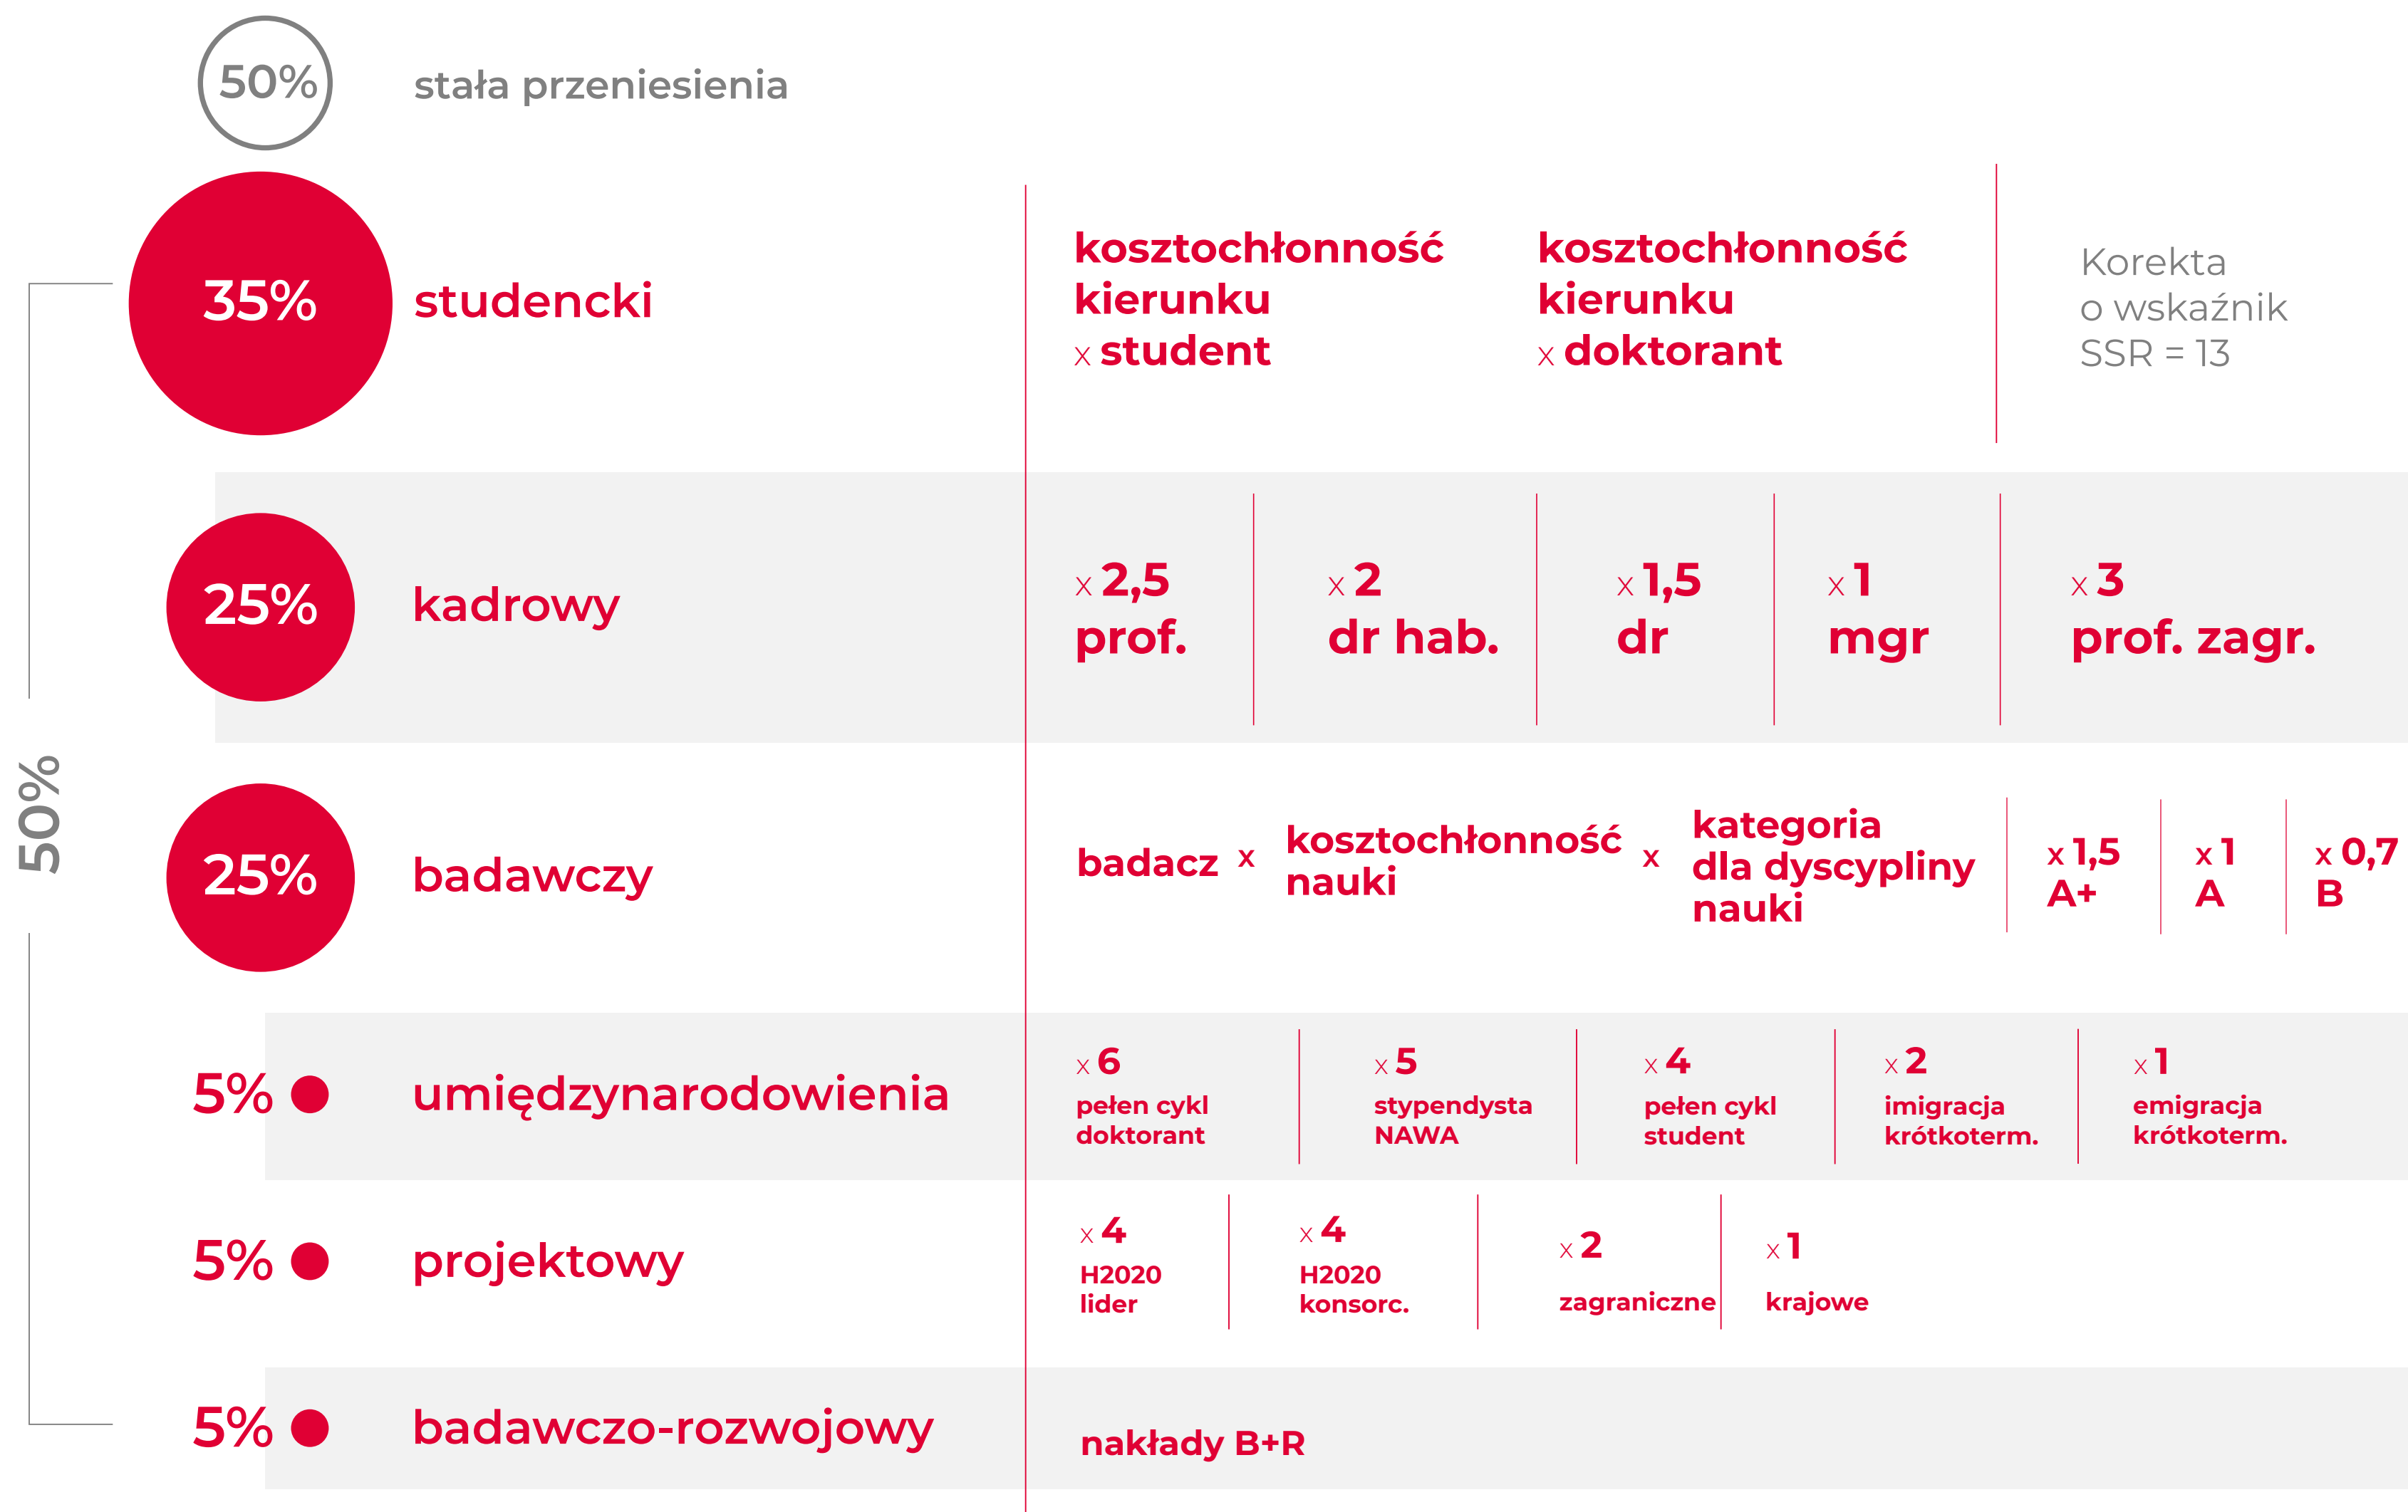 50%
stała przeniesienia
50%
35%
studencki
kosztochłonność
kierunku
x student
kosztochłonność
kierunku
x doktorant
Korekta
o wskaźnik
SSR = 13
25%
kadrowy
x 2,5
prof.
x 2
dr hab.
x 1,5
dr
x 1
mgr
x 3
prof. zagr.
25%
badawczy
badacz x
kosztochłonność
nauki
x
kategoria
dla dyscypliny
nauki
x 1,5
A+
x 1
A
x 0,7
B
5%
umiędzynarodowienia
x 6
pełen cykl
doktorant
x 5
stypendysta
NAWA
x 4
pełen cykl
student
x 2
imigracja
krótkoterm.
x 1
emigracja
krótkoterm.
5%
projektowy
x 4
H2020
lider
x 4
H2020
konsorc.
x 2
zagraniczne
x 1
krajowe
5%
badawczo-rozwojowy
nakłady B+R